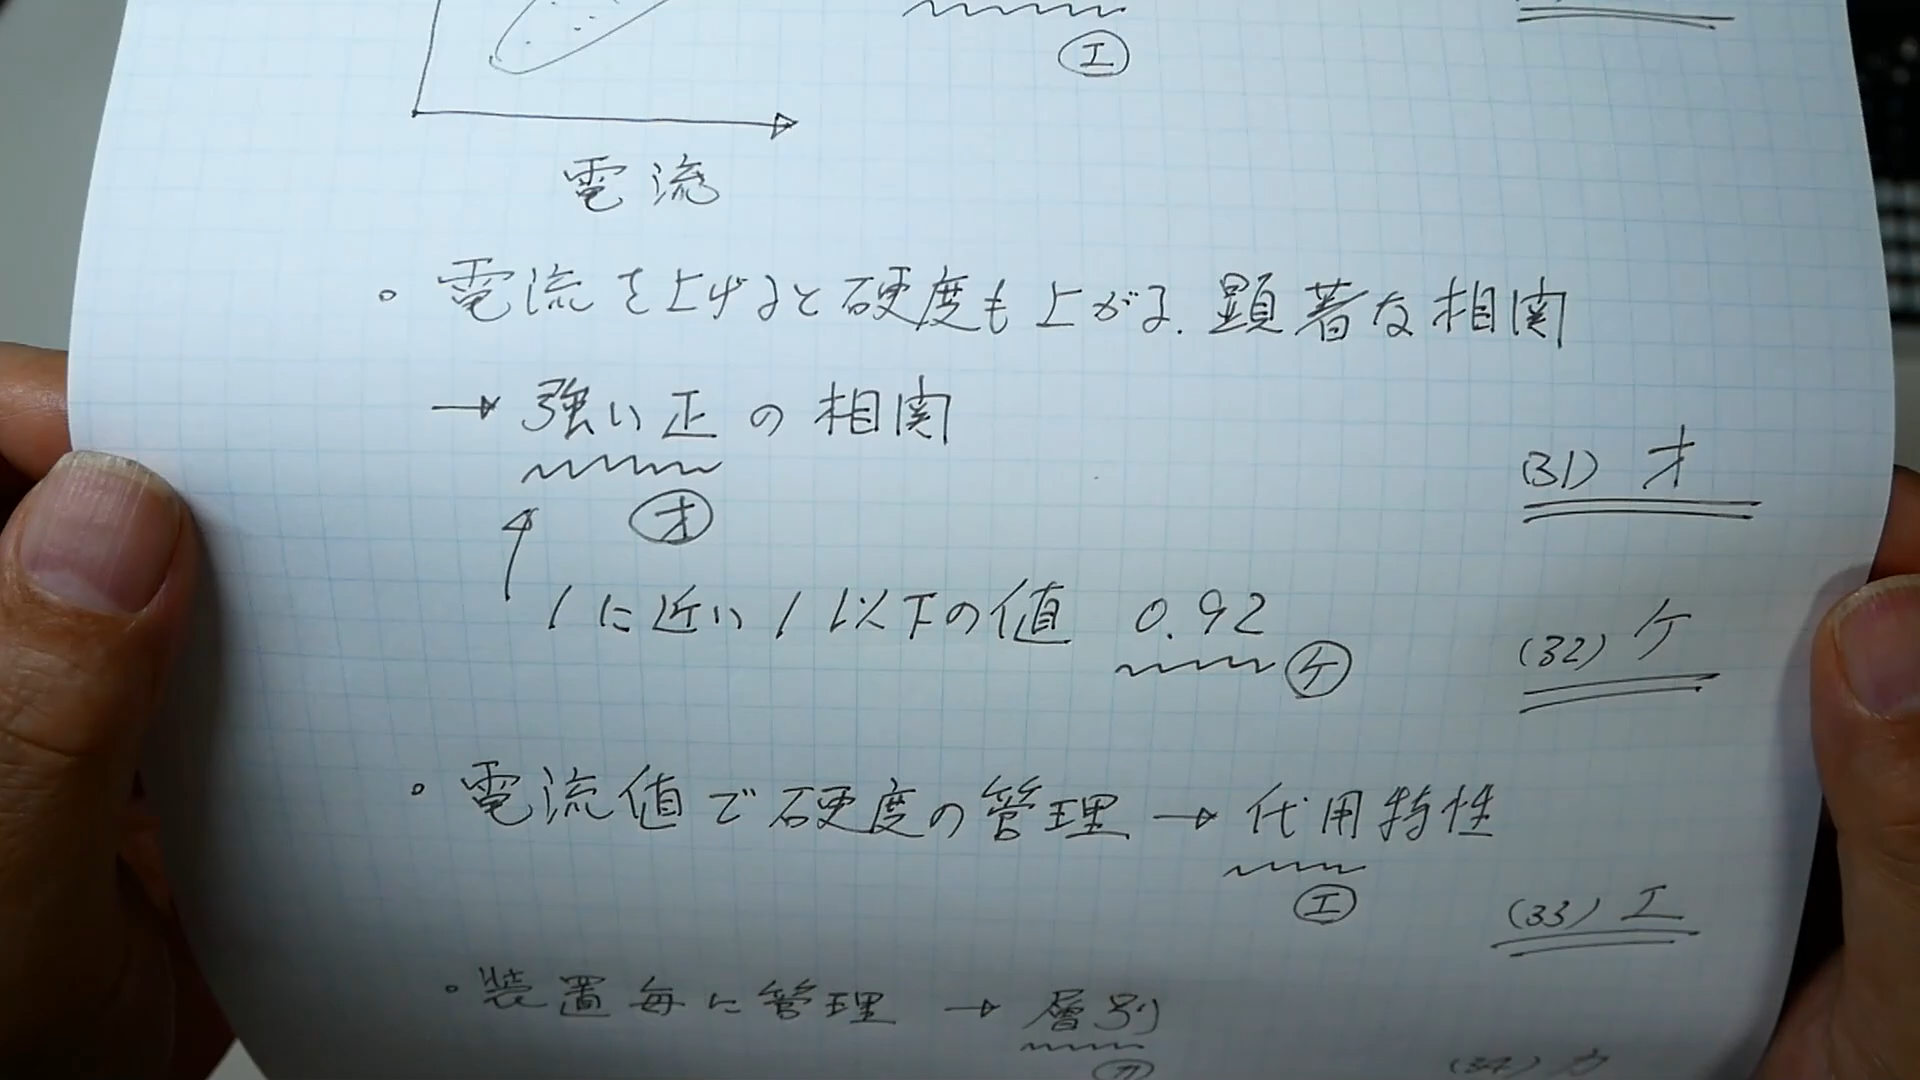 エ
電流
・電流を上げると硬度も上がる.顕著な相関
→ 強い正の相関
オ
(31) オ
1に近い1以下の値 0.92
ケ
(32) ケ
・電流値で硬度の管理 → 代用特性
エ
(33) エ
・装置毎に管理 → 層別
カ
(34) カ